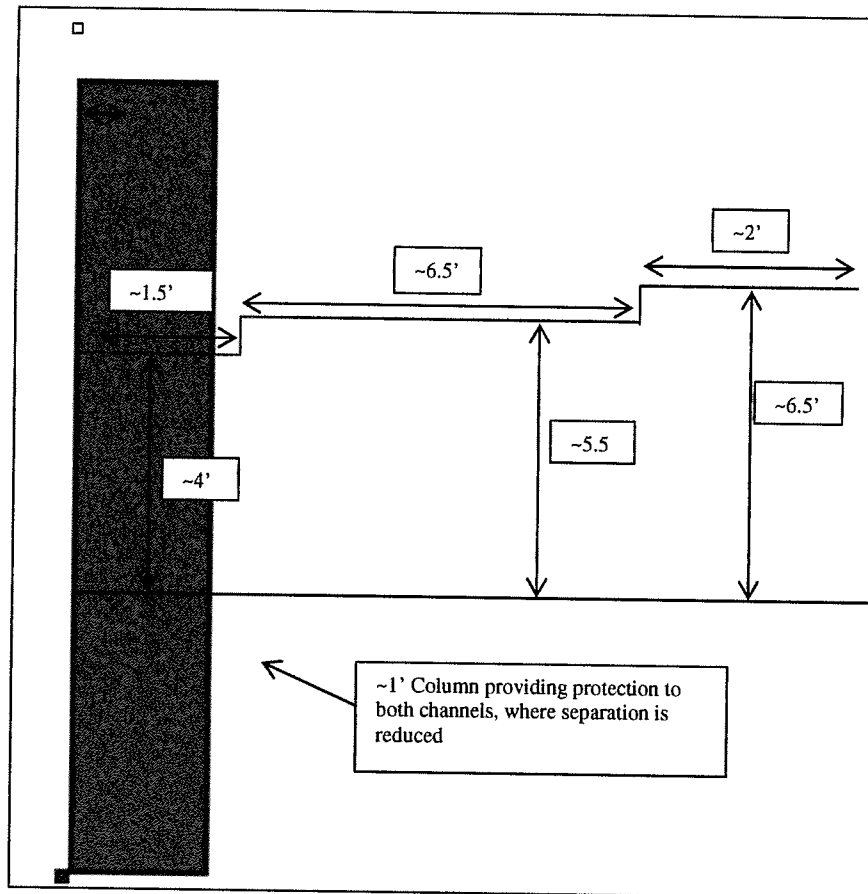 ~2’
~6.5’
~1.5’
~6.5’
~5.5
~4’
~1’ Column providing protection to
both channels, where separation is
reduced